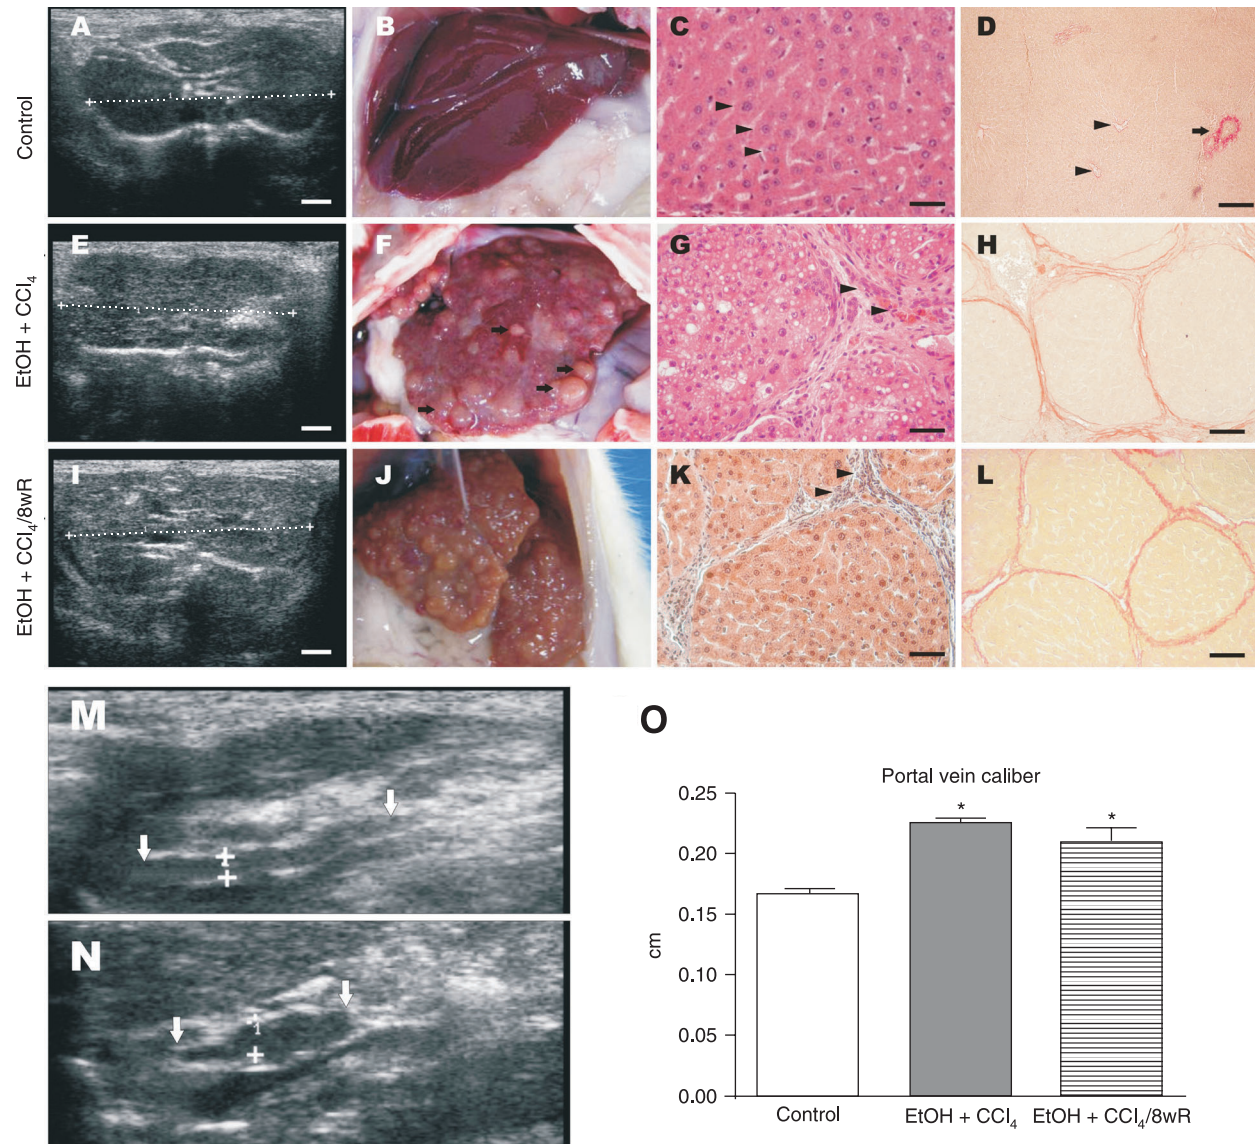 Control
A
B
C
D
EtOH + CCl₄
E
F
G
H
EtOH + CCl₄/8wR
I
J
K
L
M
N
1
O
Portal vein caliber
cm
0.25
0.20
0.15
0.10
0.05
0.00
*
*
Control
EtOH + CCl₄
EtOH + CCl₄/8wR